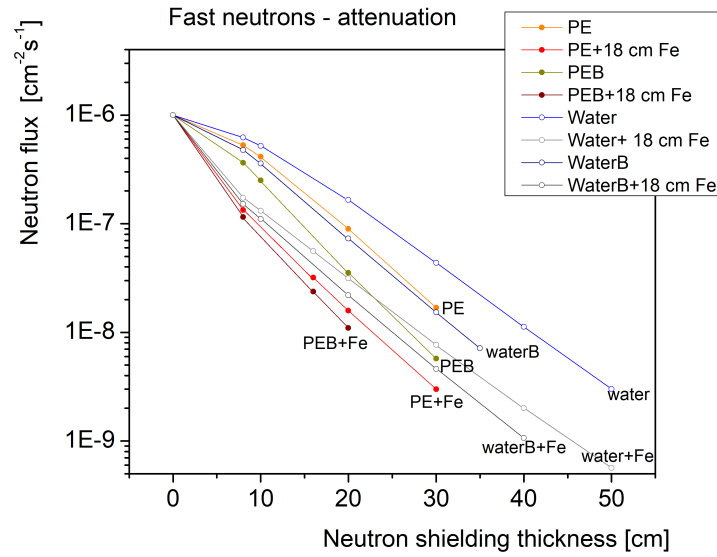 Fast neutrons - attenuation
PE
PE+18 cm Fe
PEB
PEB+18 cm Fe
Water
Water+ 18 cm Fe
WaterB
WaterB+18 cm Fe
Neutron flux [cm⁻²s⁻¹]
1E-6
1E-7
1E-8
1E-9
PE
waterB
PEB+Fe
PEB
water
PE+Fe
waterB+Fe
water+Fe
0
10
20
30
40
50
Neutron shielding thickness [cm]